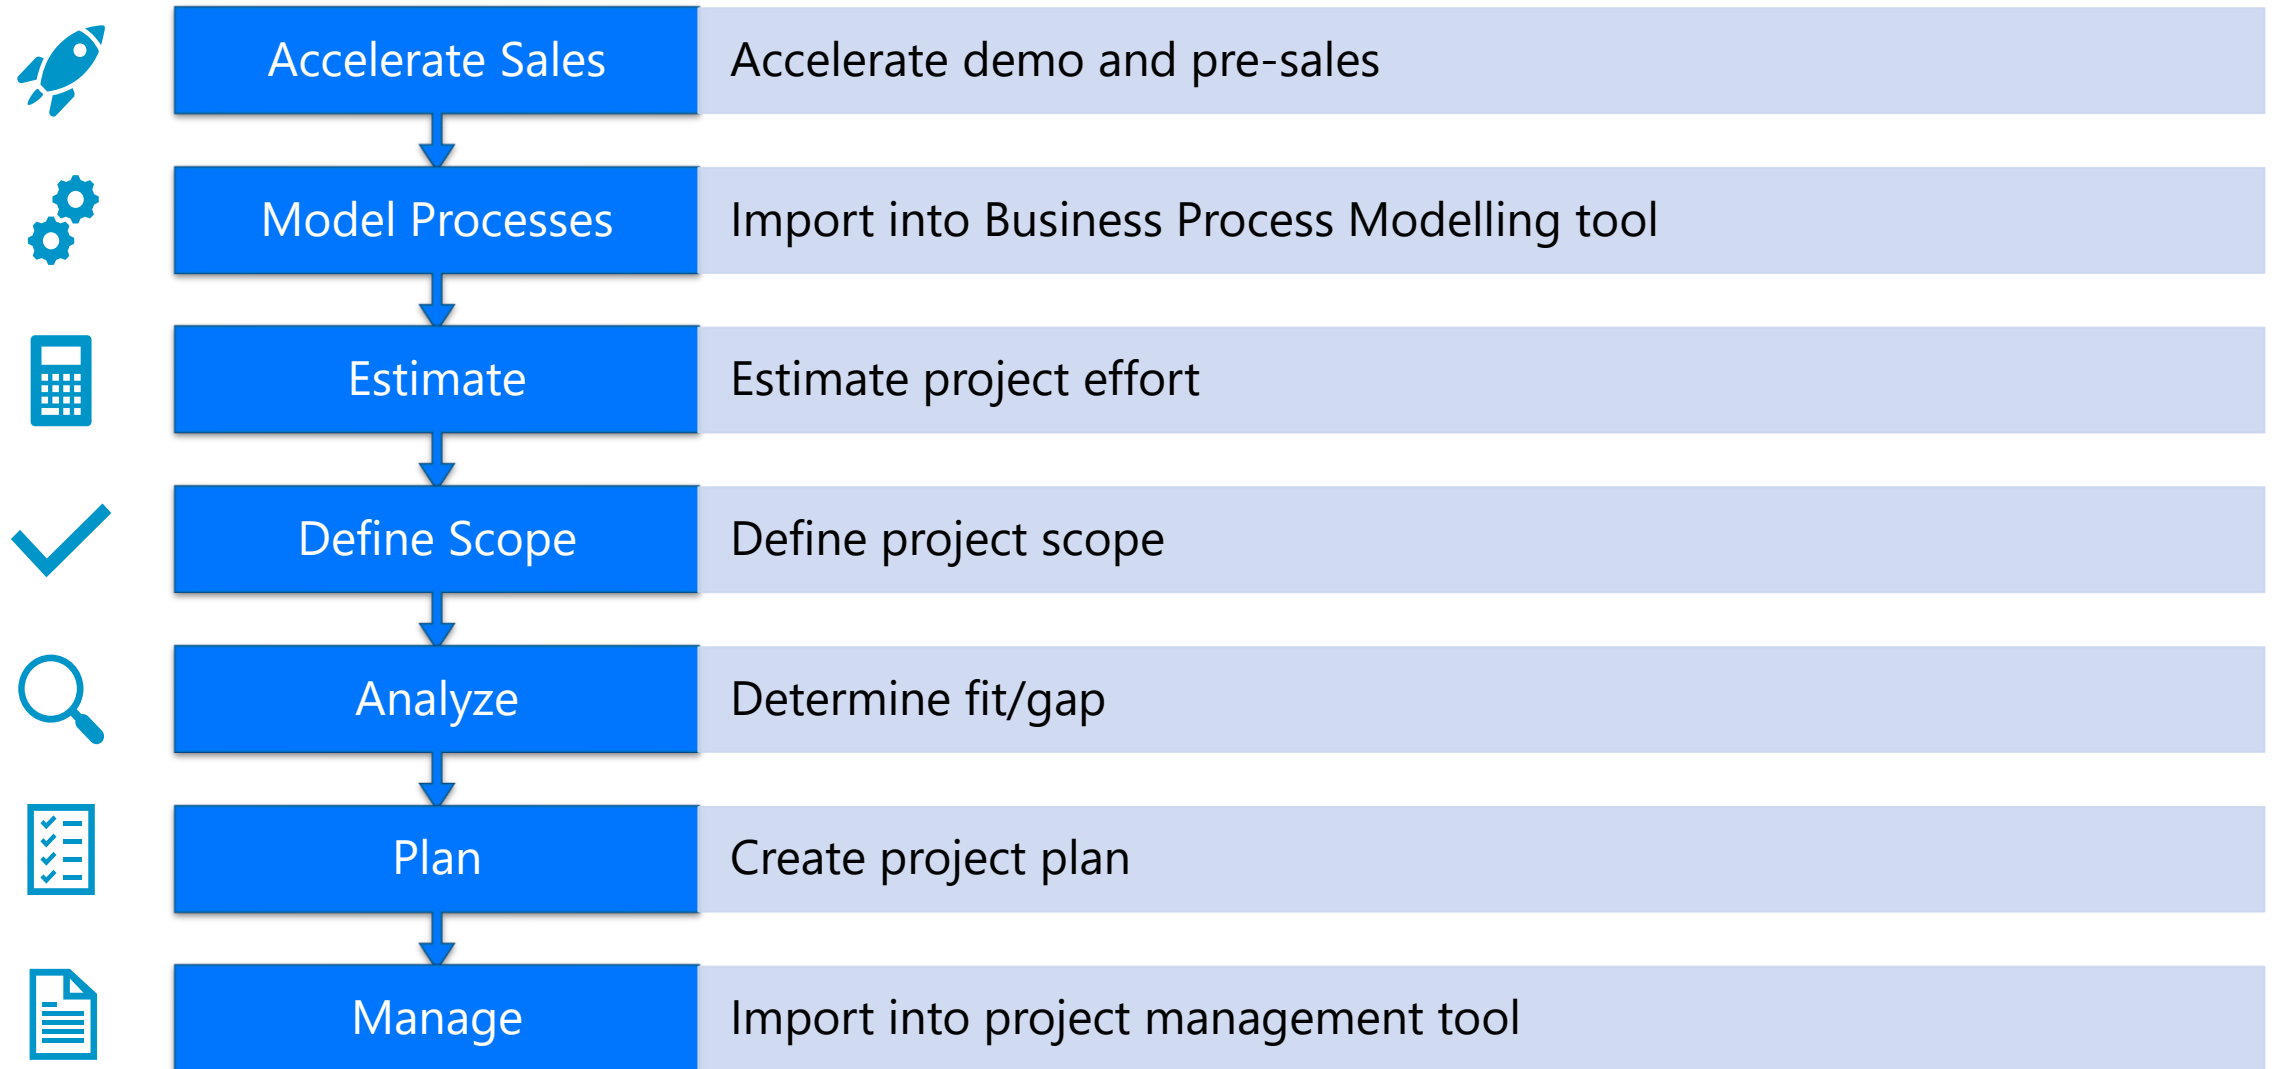 Accelerate Sales
Accelerate demo and pre-sales
Model Processes
Import into Business Process Modelling tool
Estimate
Estimate project effort
Define Scope
Define project scope
Analyze
Determine fit/gap
Plan
Create project plan
Manage
Import into project management tool